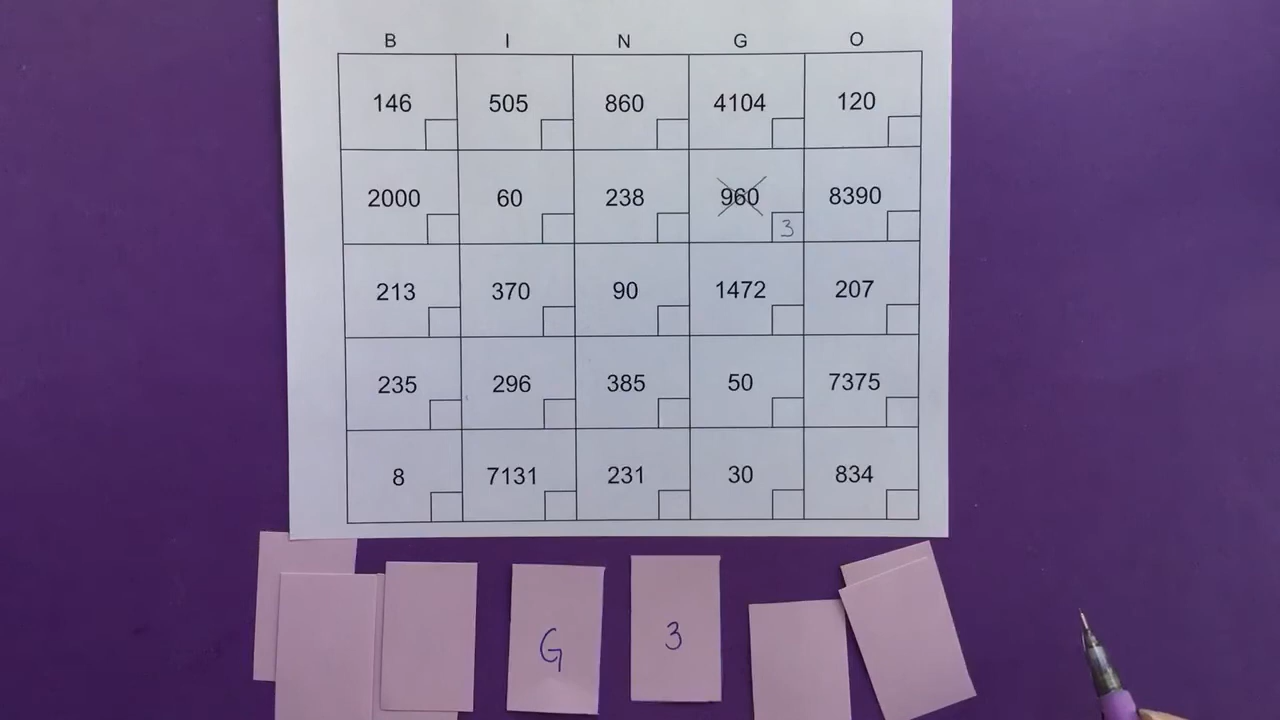 B I N G O
146 505 860 4104 120
2000 60 238 960 8390
3
213 370 90 1472 207
235 296 385 50 7375
8 7131 231 30 834
G 3